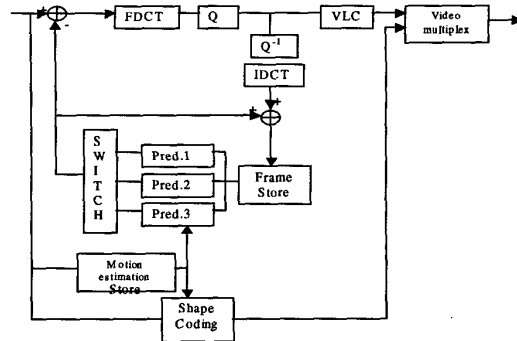 +
-
FDCT
Q
VLC
Video
multiplex
Q-1
IDCT
+
+
SWITCH
Pred.1
Pred.2
Pred.3
Frame
Store
Motion
estimation
Store
Shape
Coding